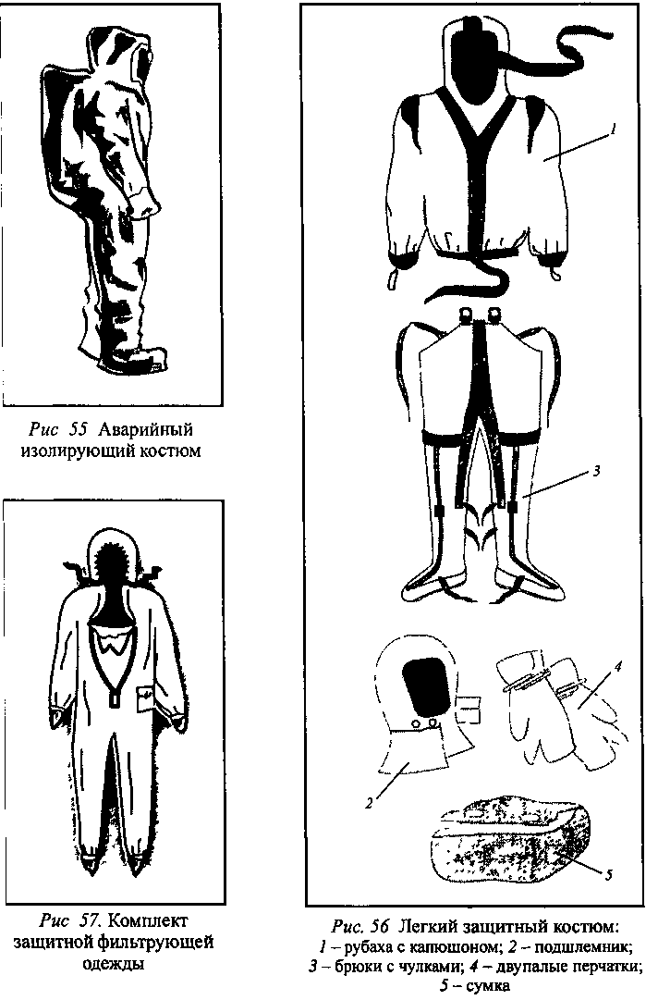 Рис 55 Аварийный
изолирующий костюм
Рис 57. Комплект
защитной фильтрующей
одежды
1
3
4
2
5
Рис. 56 Легкий защитный костюм:
1 – рубаха с капюшоном; 2 – подшлемник;
3 – брюки с чулками; 4 – двупалые перчатки;
5 – сумка